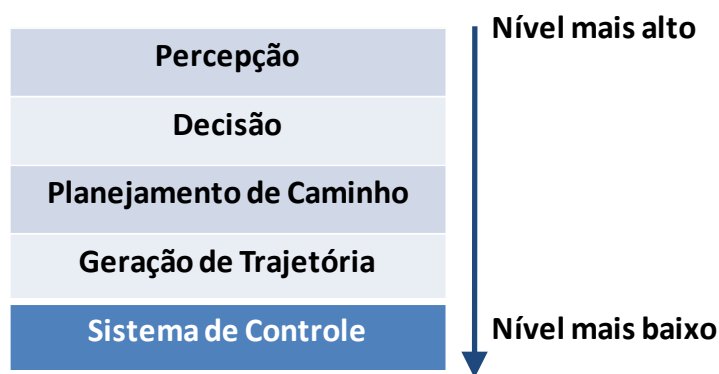 Nível mais alto
Percepção
Decisão
Planejamento de Caminho
Geração de Trajetória
Sistema de Controle
Nível mais baixo